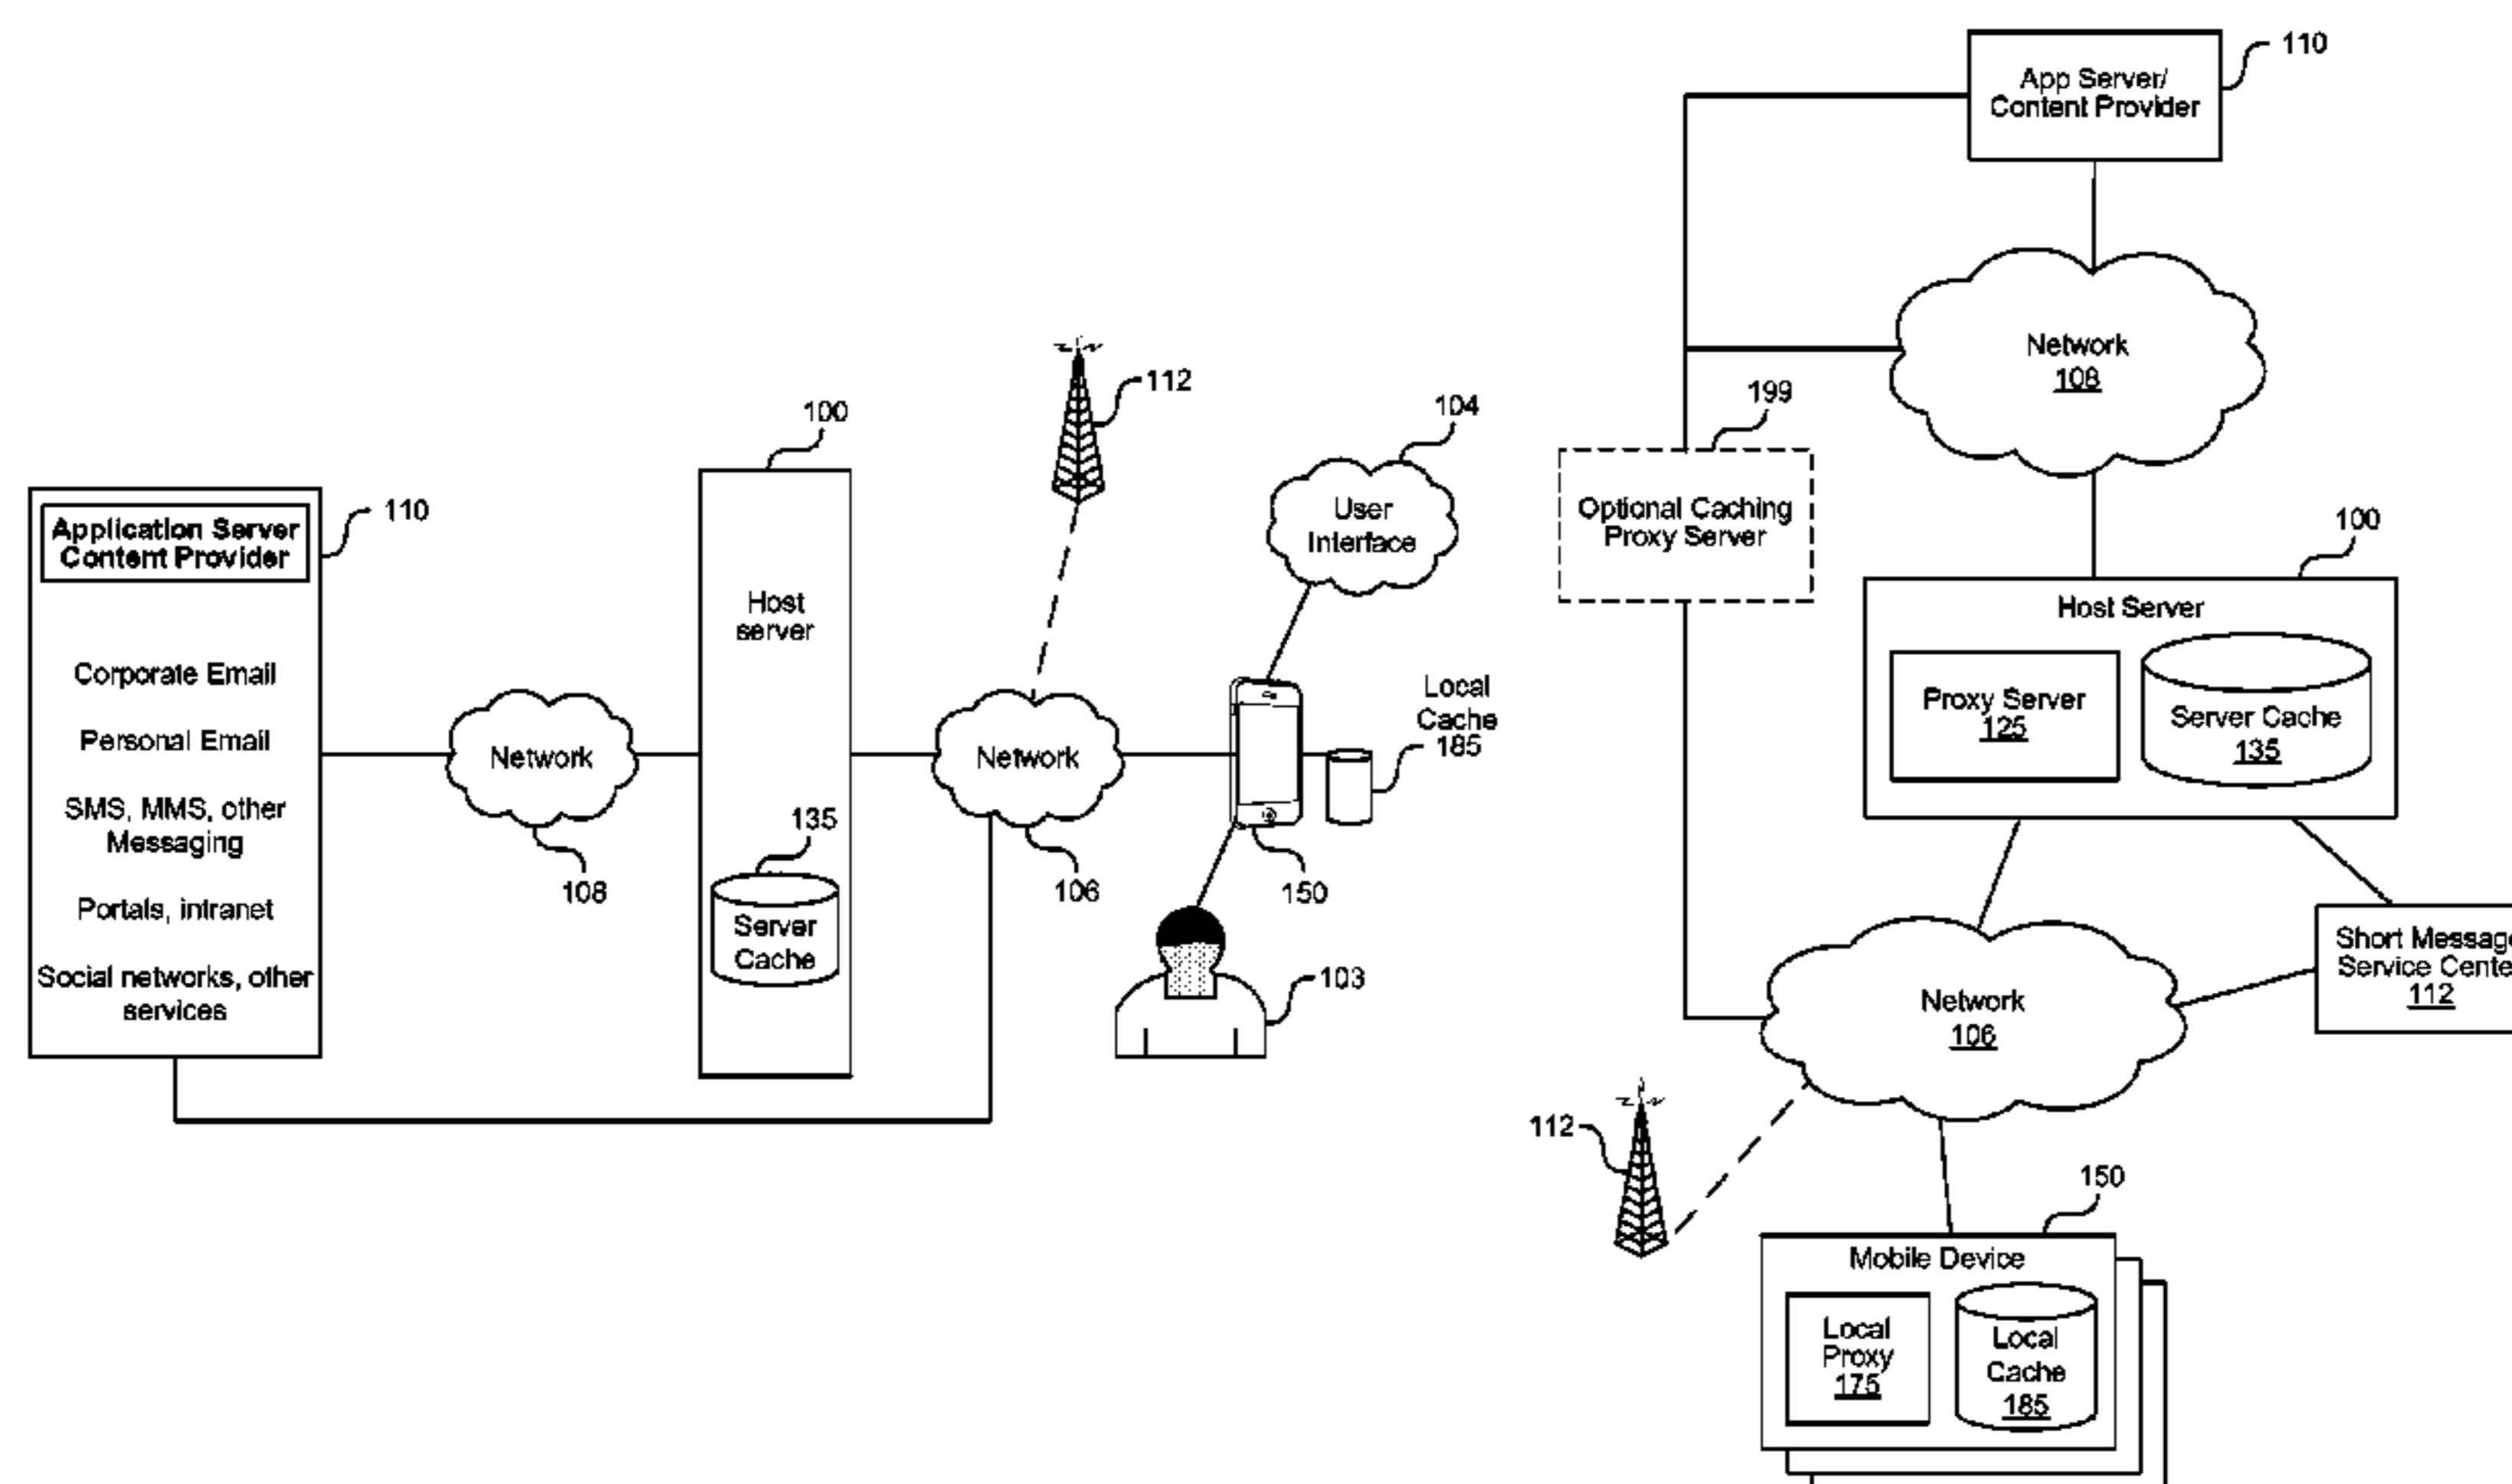 110
Application Server
Content Provider
Corporate Email
Personal Email
SMS, MMS, other
Messaging
Portals, intranet
Social networks, other
services
Network
108
100
Host
server
135
Server
Cache
112
Network
106
104
User
Interface
Local
Cache
185
150
103
110
App Server/
Content Provider
Network
108
199
Optional Caching
Proxy Server
100
Host Server
Proxy Server
125
Server Cache
135
Short Message
Service Center
112
Network
106
112
150
Mobile Device
Local
Proxy
175
Local
Cache
185